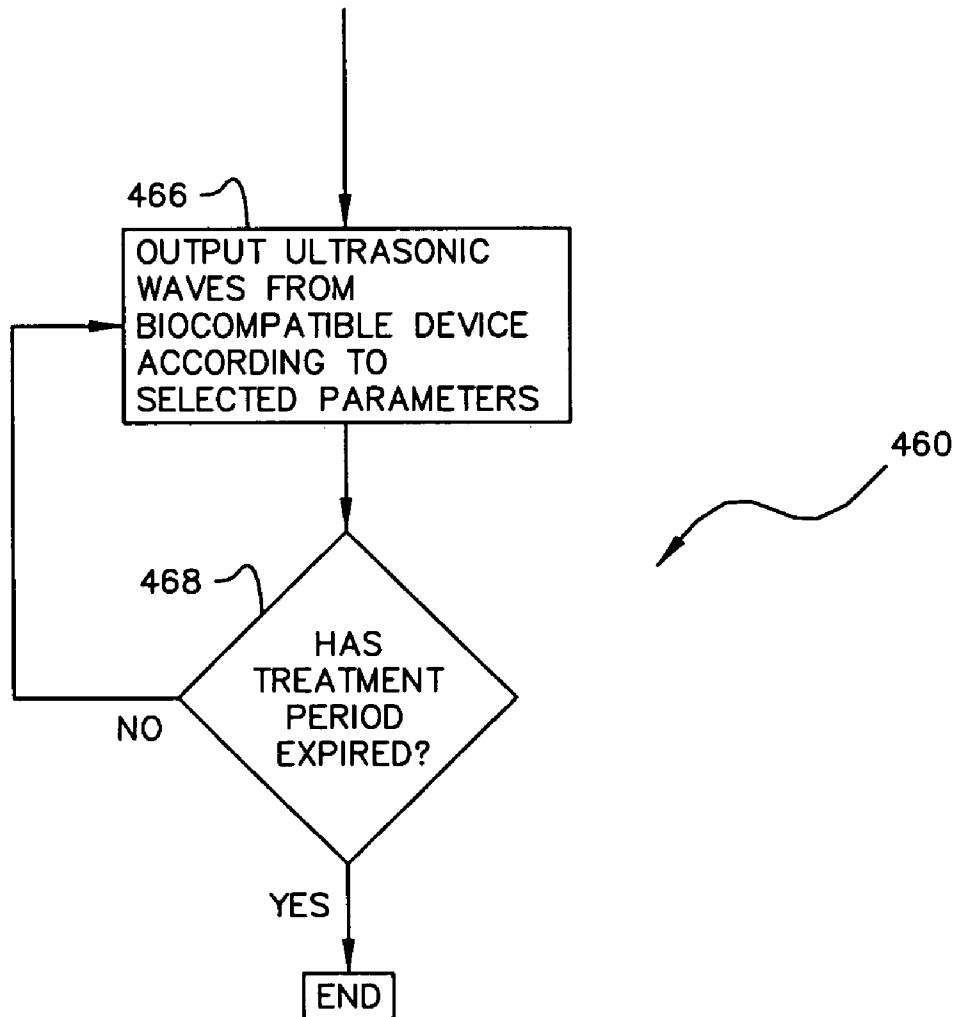 466
OUTPUT ULTRASONIC
WAVES FROM
BIOCOMPATIBLE DEVICE
ACCORDING TO
SELECTED PARAMETERS
460
468
HAS
TREATMENT
PERIOD
EXPIRED?
NO
YES
END